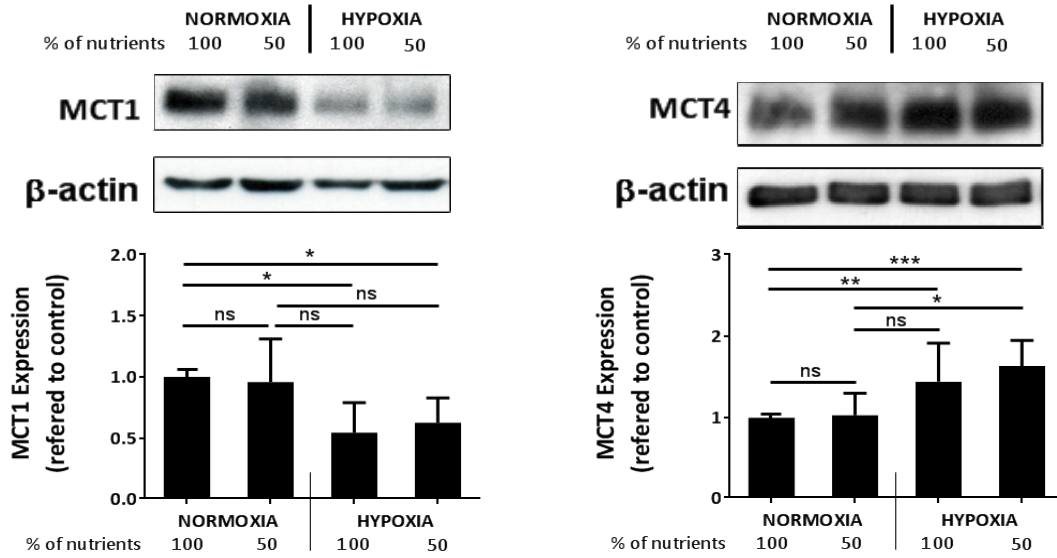 NORMOXIA HYPOXIA
% of nutrients 100 50 100 50
MCT1
β-actin
2.0
1.5
1.0
0.5
0.0
MCT1 Expression
(refered to control)
*
*
ns
ns ns
NORMOXIA HYPOXIA
% of nutrients 100 50 100 50
NORMOXIA HYPOXIA
% of nutrients 100 50 100 50
MCT4
β-actin
3
2
1
0
MCT4 Expression
(refered to control)
***
**
*
ns
ns
NORMOXIA HYPOXIA
% of nutrients 100 50 100 50